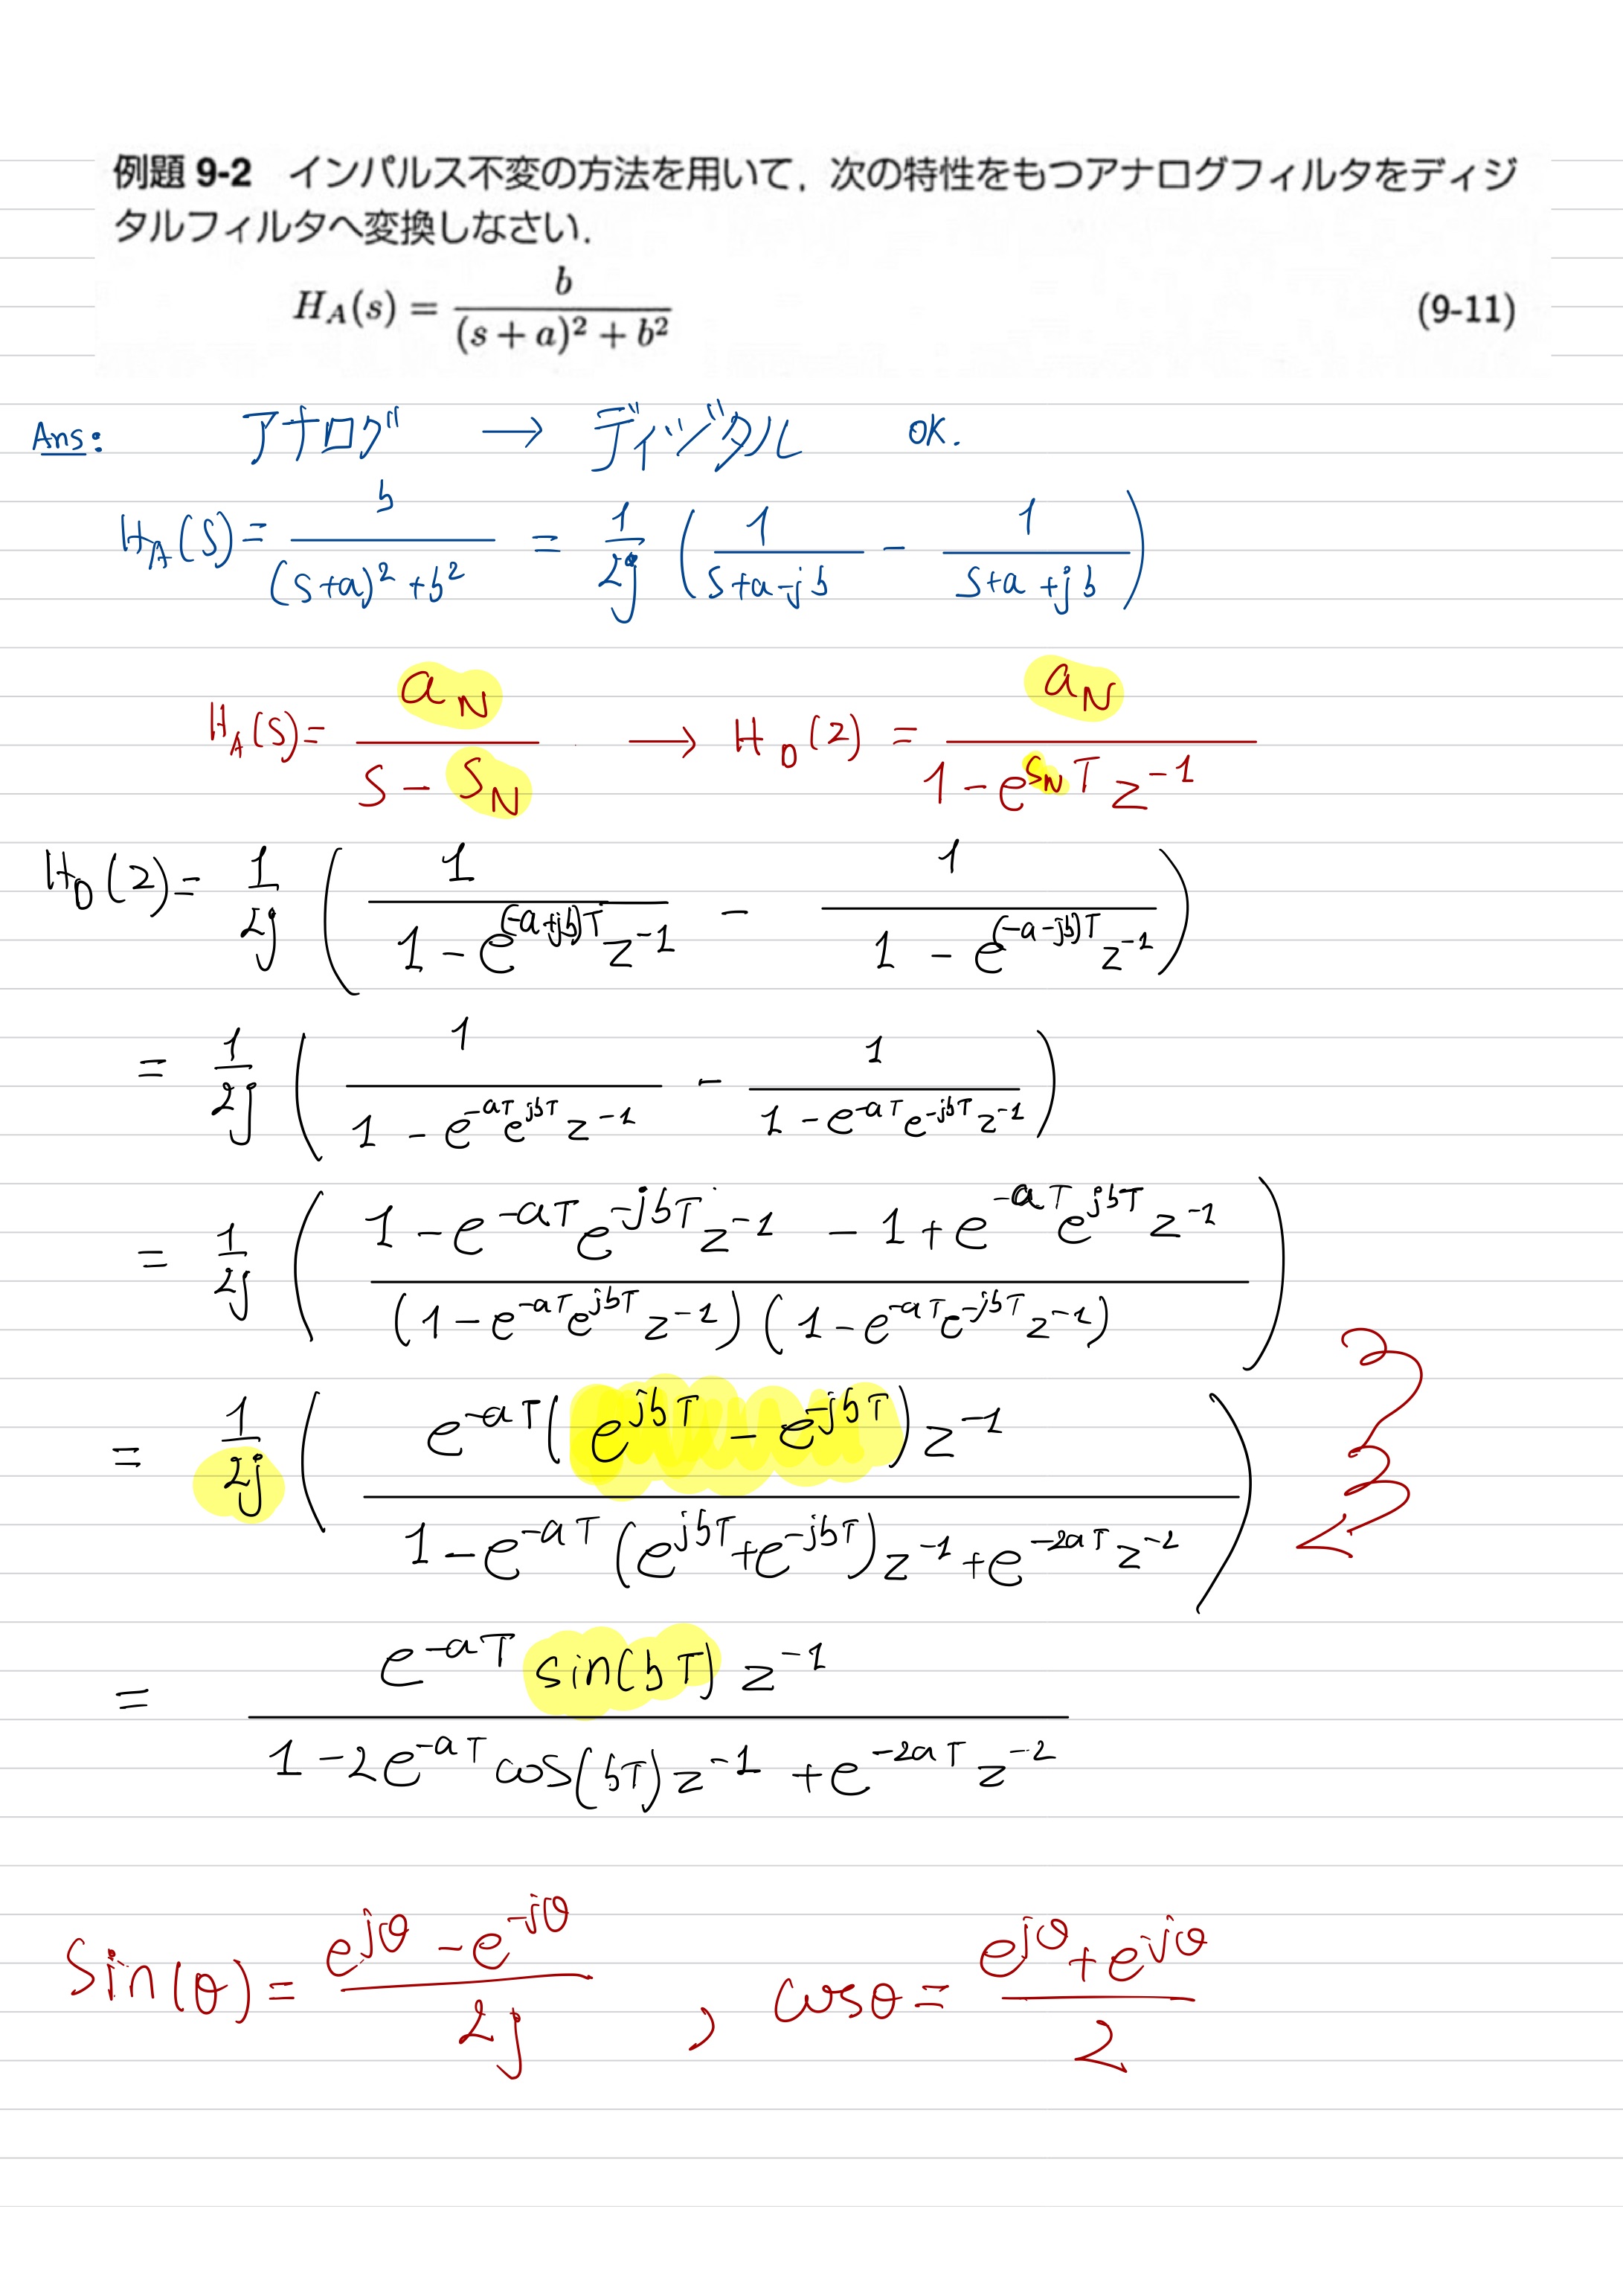 例題 9-2 インパルス不変の方法を用いて，次の特性をもつアナログフィルタをディジ
タルフィルタへ変換しなさい．
H_A(s) = b / ((s + a)² + b²) (9-11)
Ans: アナログ → ディジタル OK.
H_A(S) = b / ((s+a)² + b²) = 1/2j (1/(s+a-jb) - 1/(s+a+jb))
H_A(S) = a_N / (S - S_N) → H_D(z) = a_N / (1 - e^{S_N T} z^{-1})
H_D(z) = 1/2j (1/(1 - e^{(-a+jb)T} z^{-1}) - 1/(1 - e^{(-a-jb)T} z^{-1}))
= 1/2j (1/(1 - e^{-aT} e^{jbT} z^{-1}) - 1/(1 - e^{-aT} e^{-jbT} z^{-1}))
= 1/2j ((1 - e^{-aT} e^{-jbT} z^{-1} - 1 + e^{-aT} e^{jbT} z^{-1}) / ((1 - e^{-aT} e^{jbT} z^{-1})(1 - e^{-aT} e^{-jbT} z^{-1})))
= 1/2j (e^{-aT}(e^{jbT} - e^{-jbT}) z^{-1} / (1 - e^{-aT}(e^{jbT} + e^{-jbT}) z^{-1} + e^{-2aT} z^{-2}))
= e^{-aT} sin(bT) z^{-1} / (1 - 2e^{-aT} cos(bT) z^{-1} + e^{-2aT} z^{-2})
Sin(θ) = (e^{jθ} - e^{-jθ}) / 2j , cosθ = (e^{jθ} + e^{-jθ}) / 2